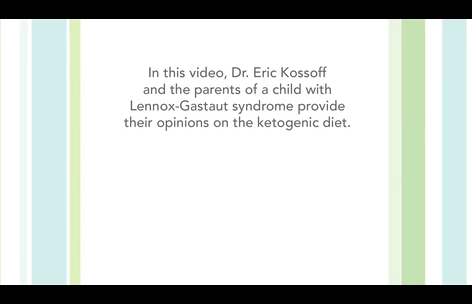 In this video, Dr. Eric Kossoff
and the parents of a child with
Lennox-Gastaut syndrome provide
their opinions on the ketogenic diet.